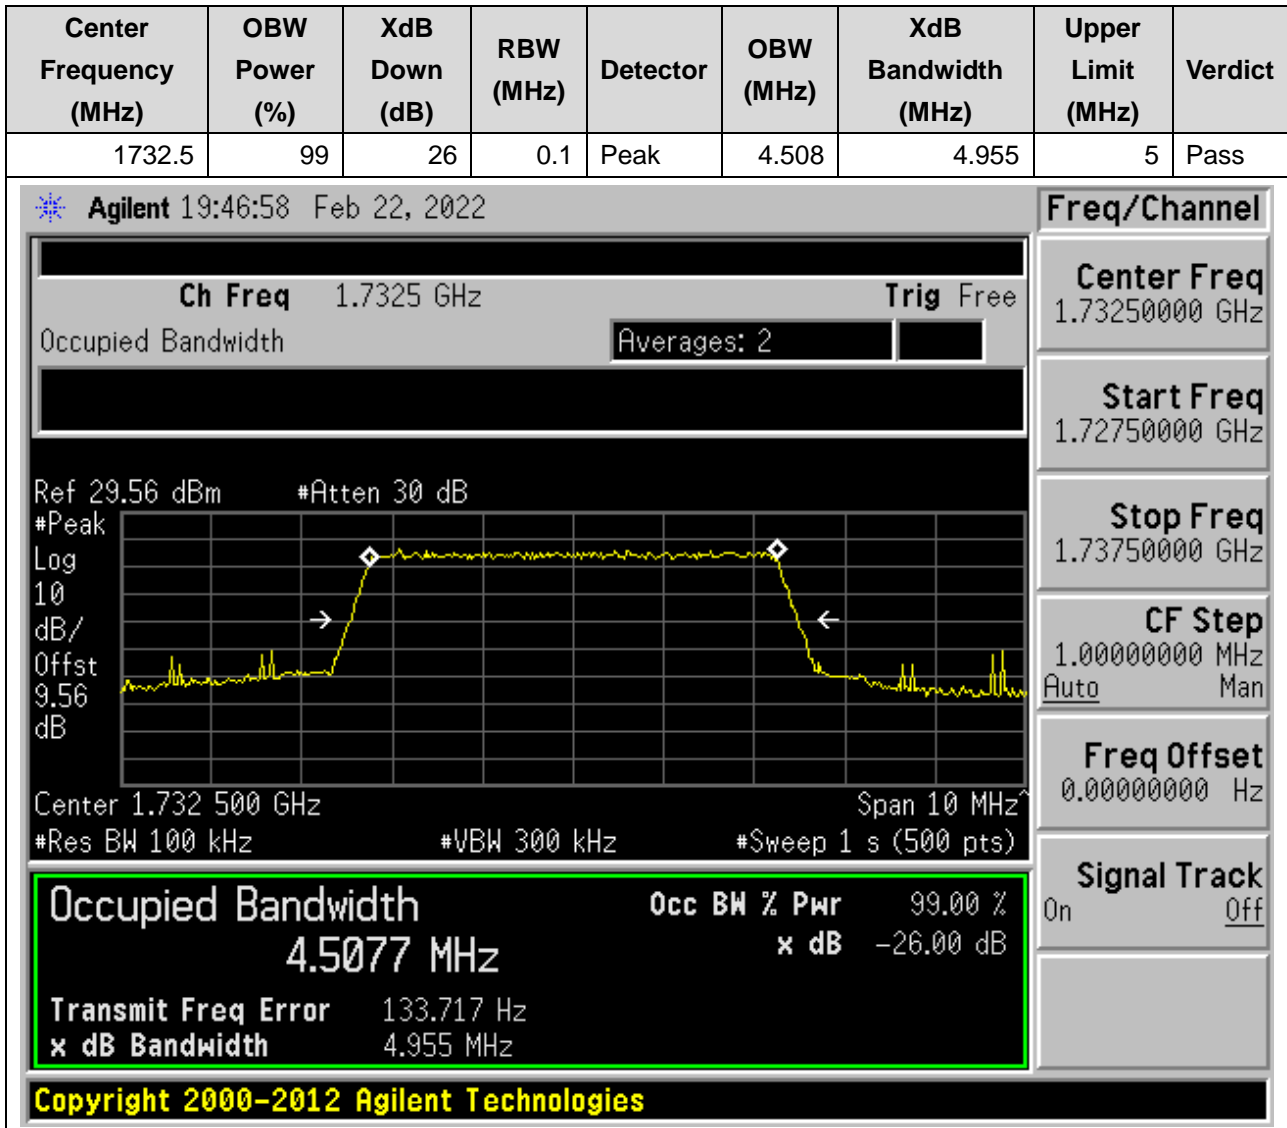 Center Frequency (MHz) OBW Power (%) XdB Down (dB) RBW (MHz) Detector OBW (MHz) XdB Bandwidth (MHz) Upper Limit (MHz) Verdict
1732.5 99 26 0.1 Peak 4.508 4.955 5 Pass
Agilent 19:46:58 Feb 22, 2022
Freq/Channel
Ch Freq 1.7325 GHz Trig Free
Occupied Bandwidth Averages: 2
Center Freq
1.73250000 GHz
Start Freq
1.72750000 GHz
Stop Freq
1.73750000 GHz
CF Step
1.00000000 MHz
Auto Man
Freq Offset
0.00000000 Hz
Signal Track
On Off
Ref 29.56 dBm #Atten 30 dB
#Peak
Log
10
dB/
Offst
9.56
dB
Center 1.732 500 GHz Span 10 MHz^
#Res BW 100 kHz #VBW 300 kHz #Sweep 1 s (500 pts)
Occupied Bandwidth Occ BW % Pwr 99.00 %
4.5077 MHz x dB -26.00 dB
Transmit Freq Error 133.717 Hz
x dB Bandwidth 4.955 MHz
Copyright 2000-2012 Agilent Technologies